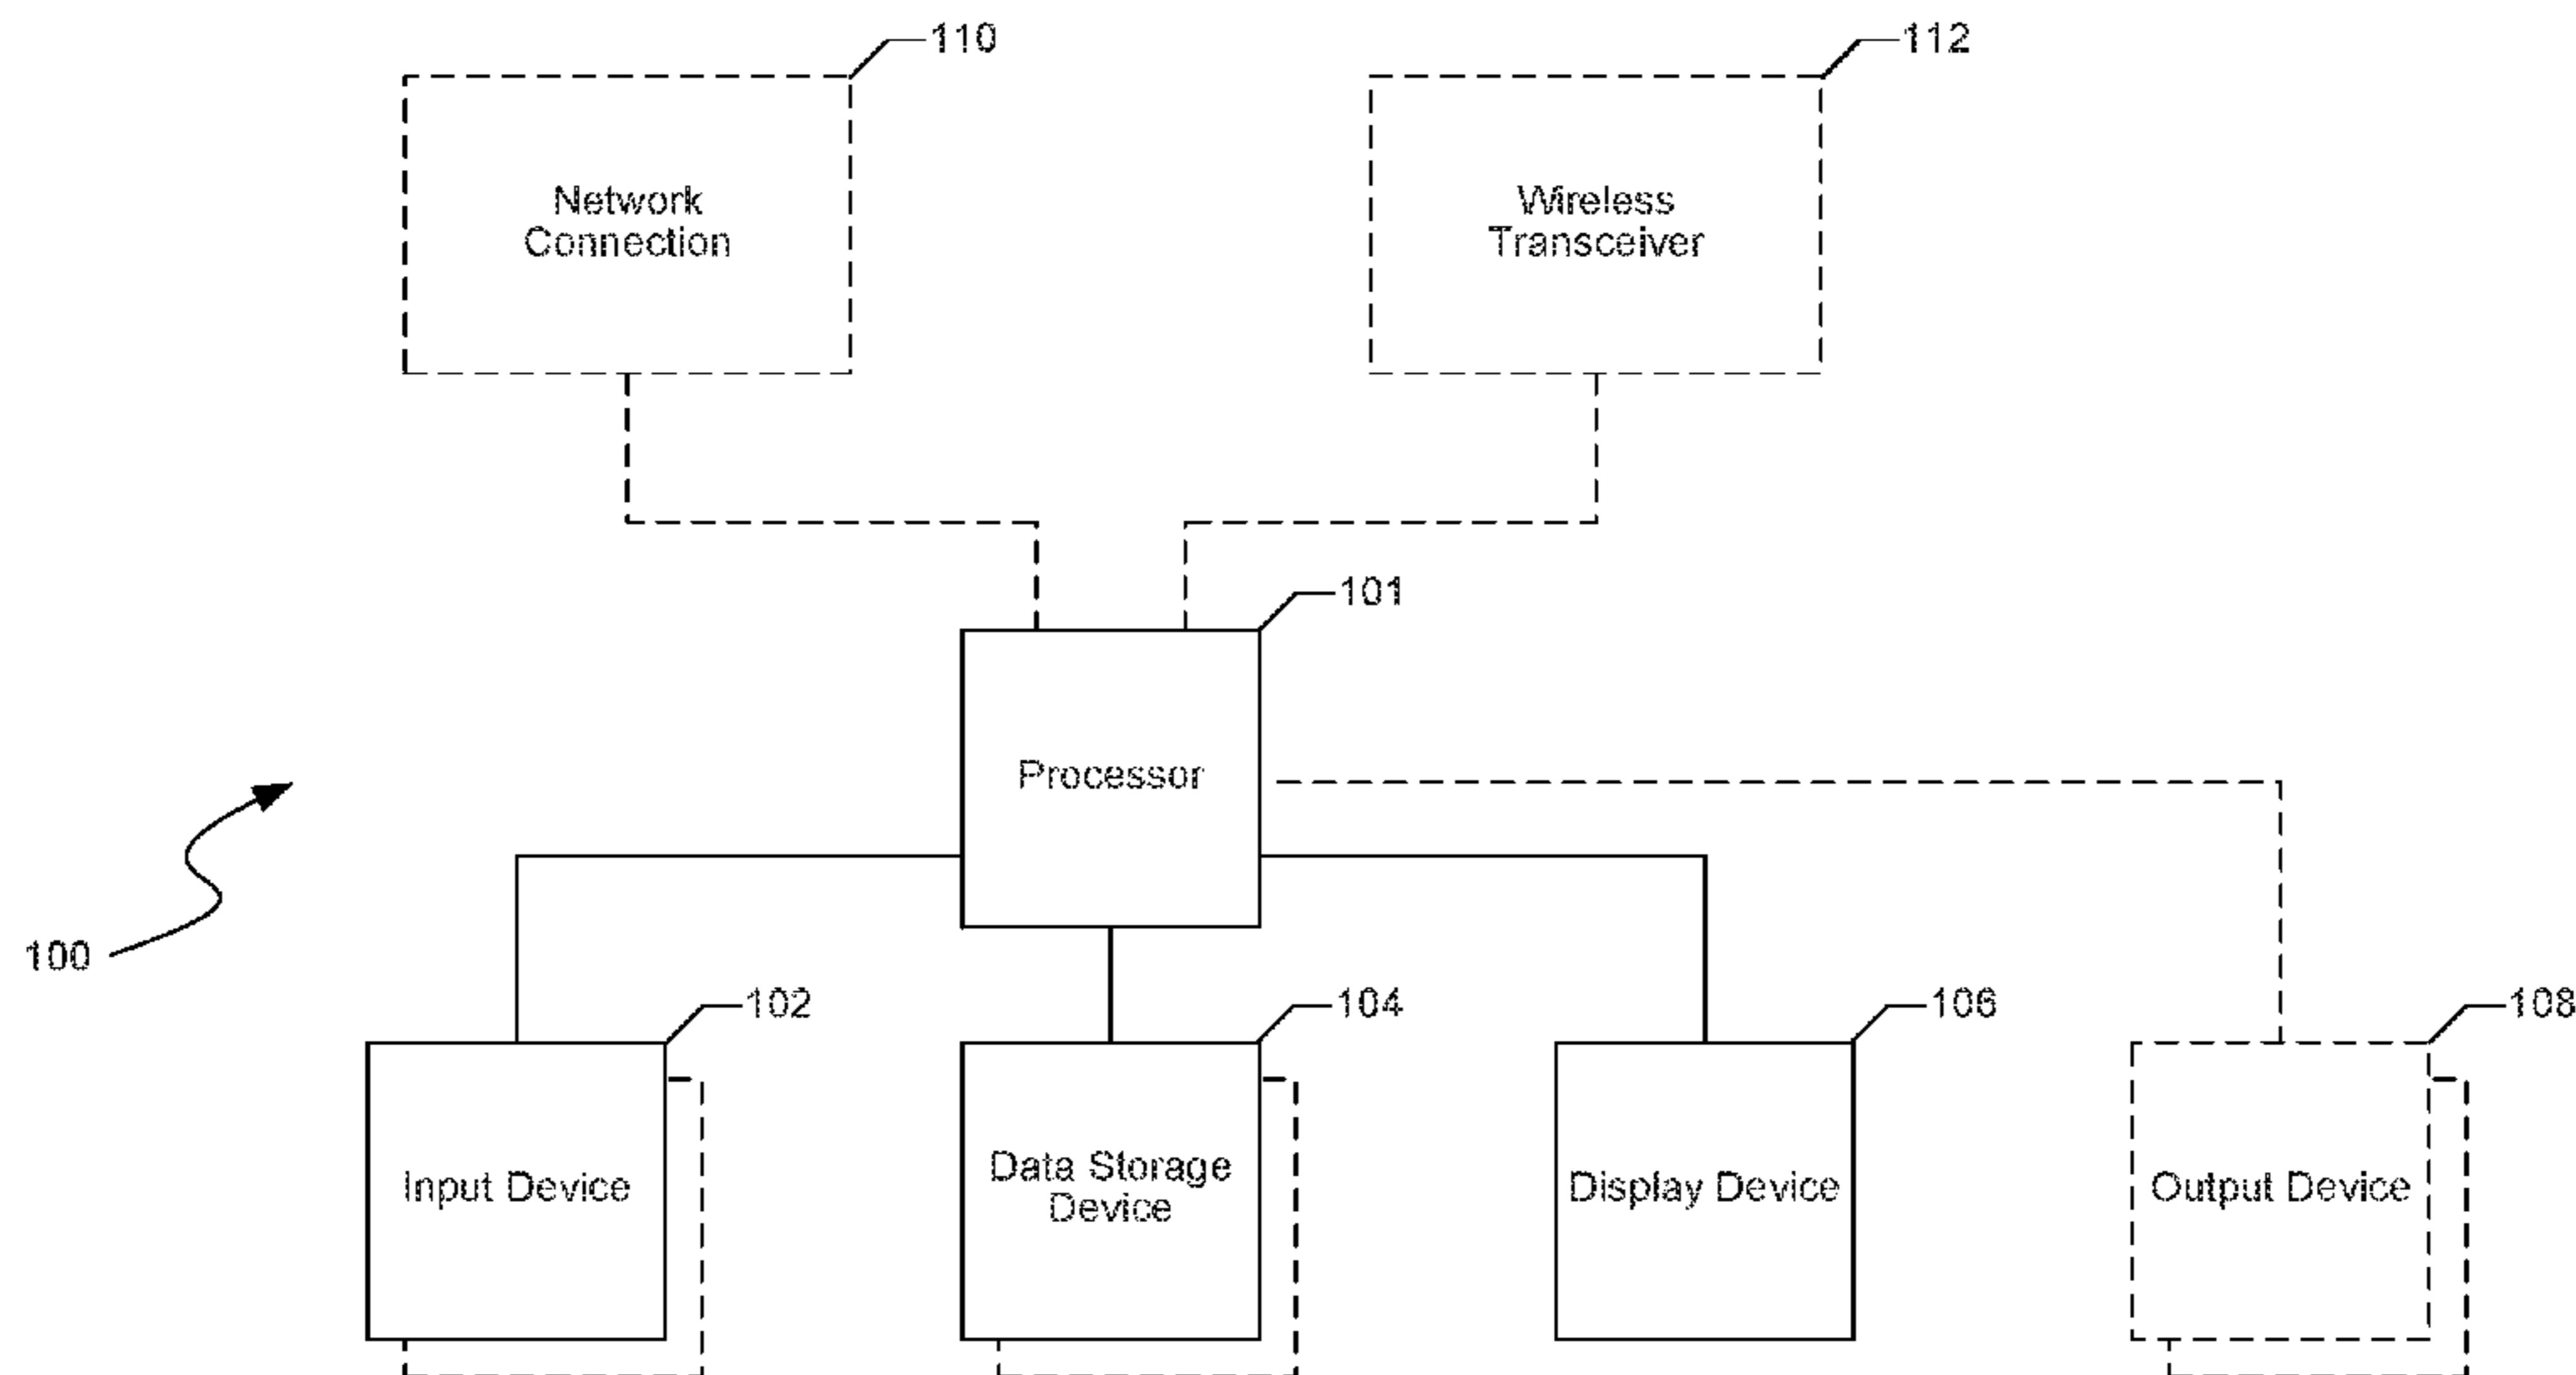 110
112
Network
Connection
Wireless
Transceiver
101
Processor
100
102
104
106
108
Input Device
Data Storage
Device
Display Device
Output Device